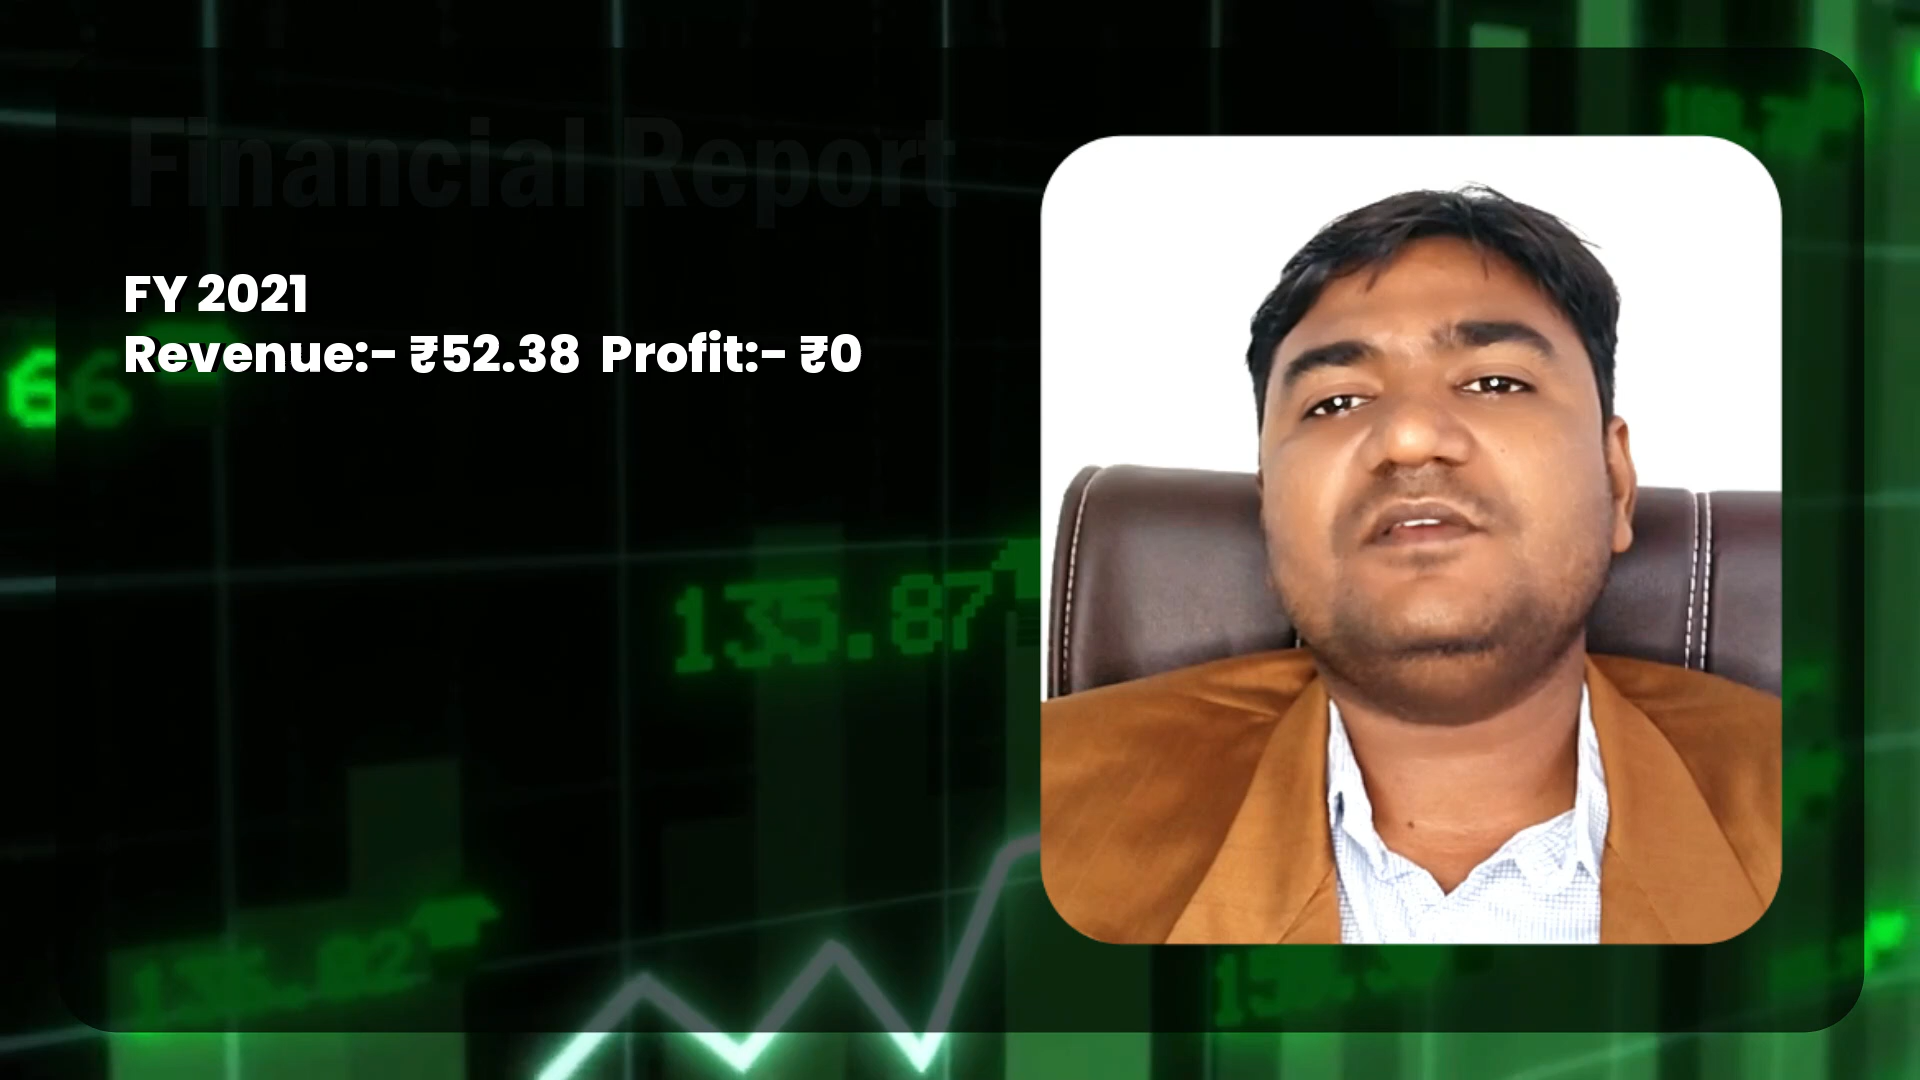 Financial Report
FY 2021
Revenue:- ₹52.38 Profit:- ₹0
66
135.87